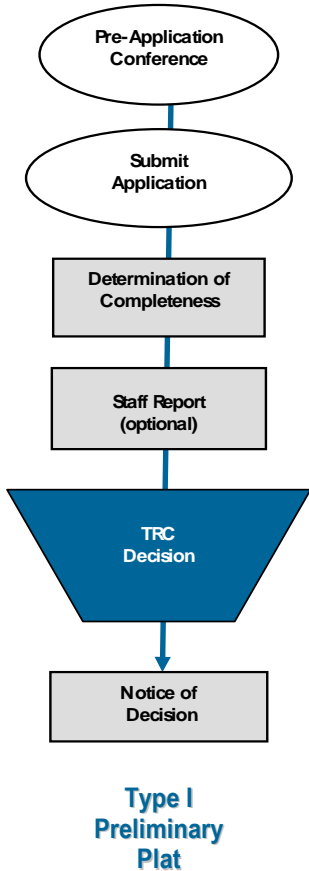 Pre-Application
Conference
Submit
Application
Determination of
Completeness
Staff Report
(optional)
TRC
Decision
Notice of
Decision
Type I
Preliminary
Plat